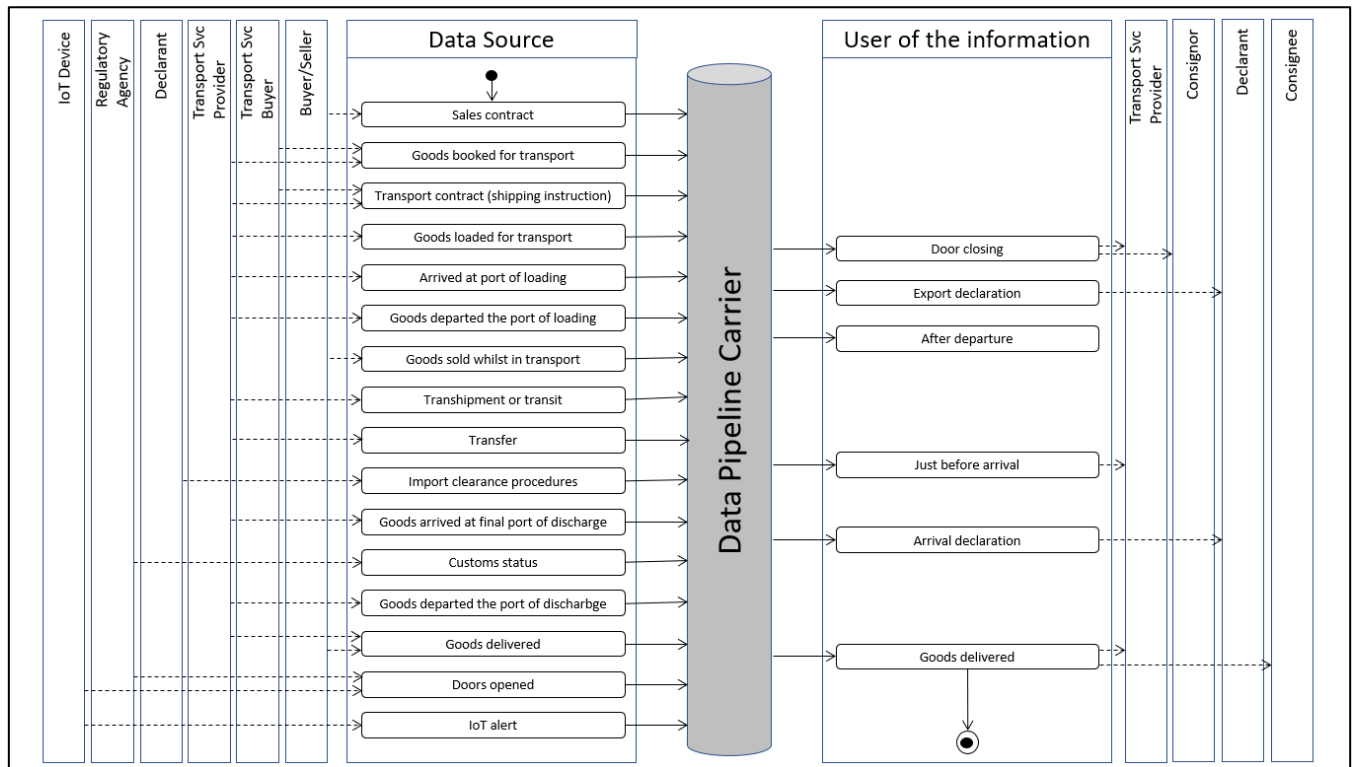 IoT Device
Regulatory
Agency
Declarant
Transport Svc
Provider
Transport Svc
Buyer
Buyer/Seller
Data Source
Sales contract
Goods booked for transport
Transport contract (shipping instruction)
Goods loaded for transport
Arrived at port of loading
Goods departed the port of loading
Goods sold whilst in transport
Transhipment or transit
Transfer
Import clearance procedures
Goods arrived at final port of discharge
Customs status
Goods departed the port of discharbge
Goods delivered
Doors opened
IoT alert
Data Pipeline Carrier
User of the information
Door closing
Export declaration
After departure
Just before arrival
Arrival declaration
Goods delivered
Transport Svc
Provider
Consignor
Declarant
Consignee